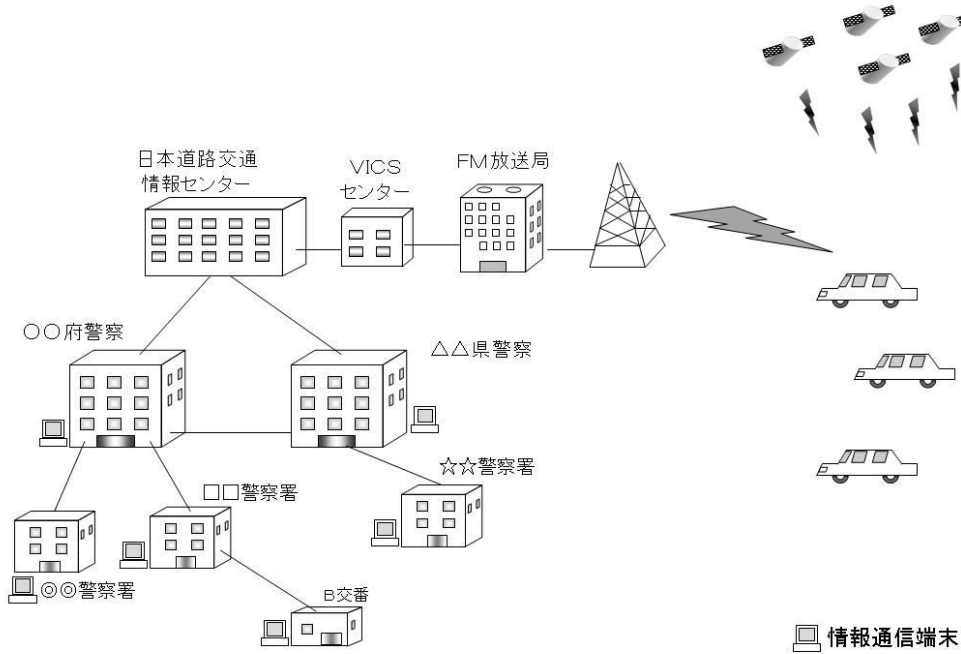 日本道路交通
情報センター
VICS
センター
FM放送局
○○府警察
△△県警察
☆☆警察署
□□警察署
◎◎警察署
B交番
情報通信端末